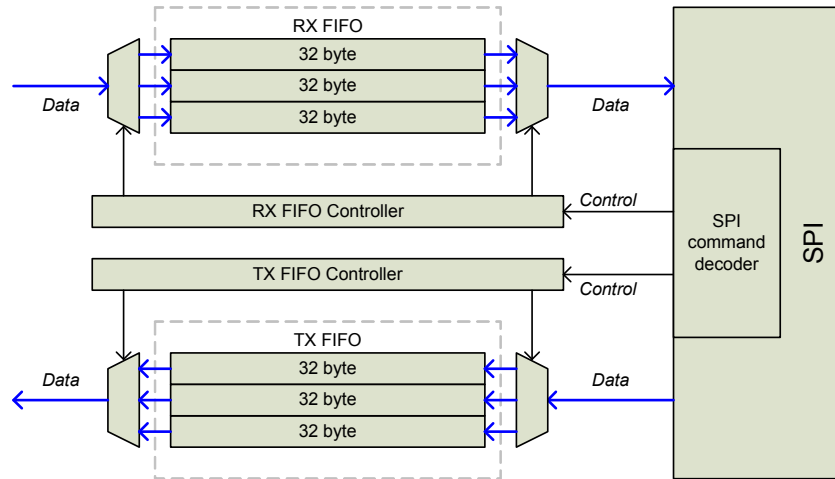 RX FIFO
32 byte
32 byte
32 byte
Data
Data
RX FIFO Controller
Control
SPI
command
decoder
SPI
TX FIFO Controller
Control
TX FIFO
32 byte
32 byte
32 byte
Data
Data